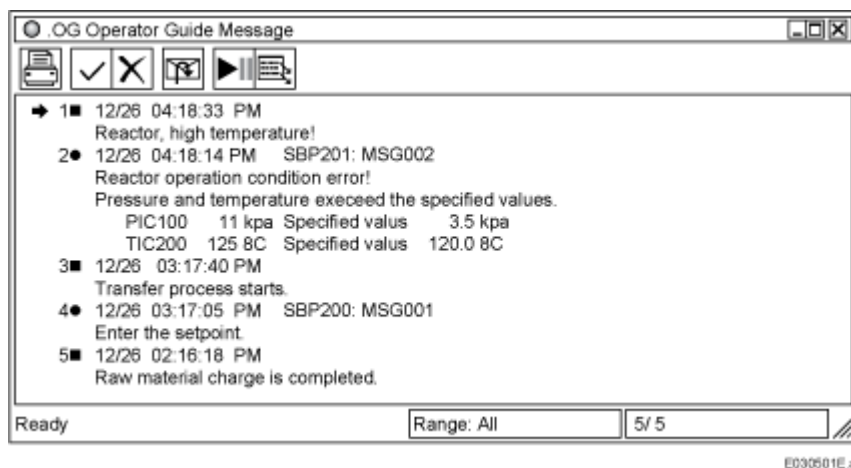 .OG Operator Guide Message
1■ 12/26 04:18:33 PM
Reactor, high temperature!
2● 12/26 04:18:14 PM SBP201: MSG002
Reactor operation condition error!
Pressure and temperature execeed the specified values.
PIC100 11 kpa Specified valus 3.5 kpa
TIC200 125 8C Specified valus 120.0 8C
3■ 12/26 03:17:40 PM
Transfer process starts.
4● 12/26 03:17:05 PM SBP200: MSG001
Enter the setpoint.
5■ 12/26 02:16:18 PM
Raw material charge is completed.
Ready Range: All 5/ 5
E030501E